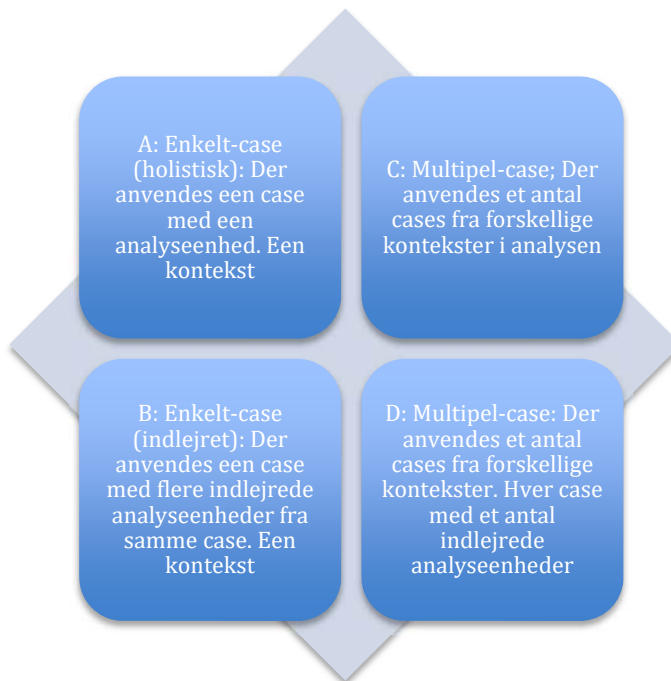 A: Enkelt-case
(holistisk): Der
anvendes een case
med een
analyseenhed. Een
kontekst
C: Multipel-case; Der
anvendes et antal
cases fra forskellige
kontekster i analysen
B: Enkelt-case
(indlejret): Der
anvendes een case
med flere indlejrede
analyseenheder fra
samme case. Een
kontekst
D: Multipel-case: Der
anvendes et antal
cases fra forskellige
kontekster. Hver case
med et antal
indlejrede
analyseenheder